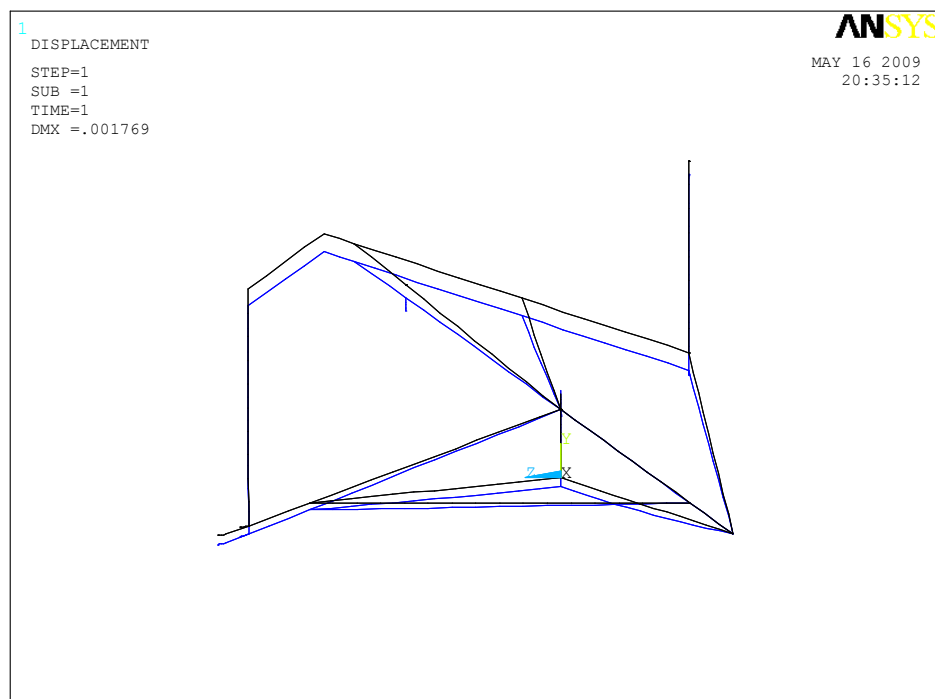 1
DISPLACEMENT
STEP=1
SUB =1
TIME=1
DMX =.001769
ANSYS
MAY 16 2009
20:35:12
Y
Z X